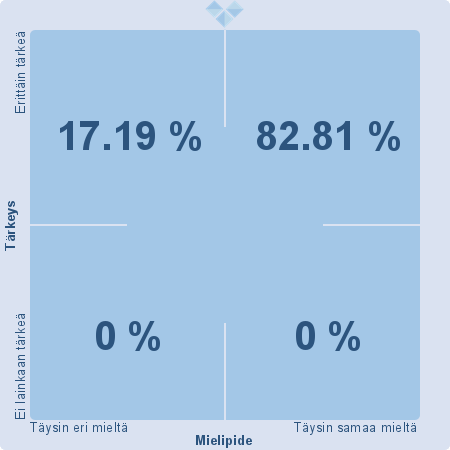 Erittäin tärkeä
17.19 %
82.81 %
Tärkeys
0 %
0 %
Ei lainkaan tärkeä
Täysin eri mieltä
Täysin samaa mieltä
Mielipide